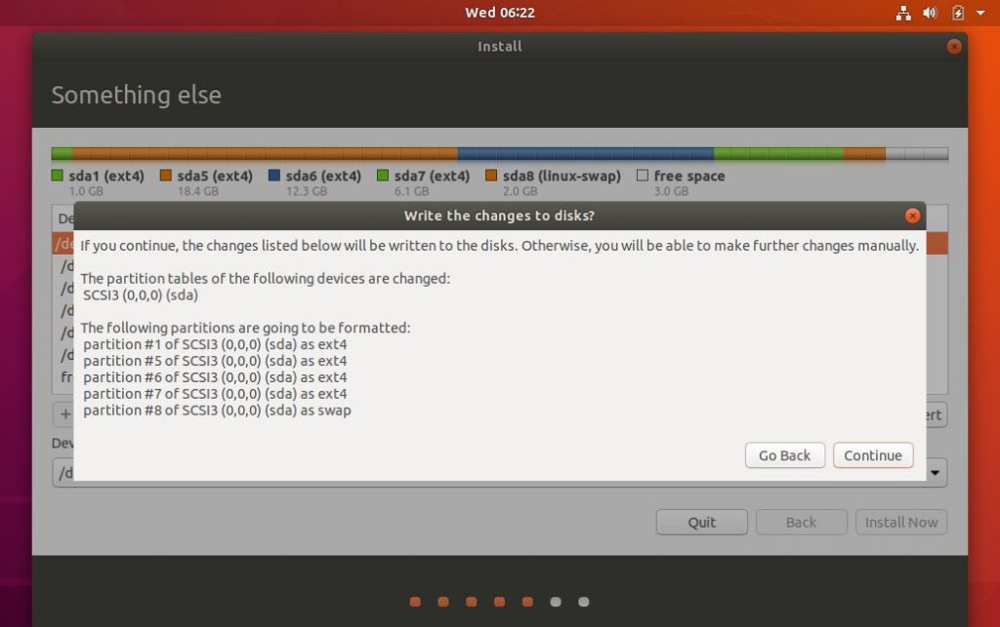 Wed 06:22
Install
Something else
sda1 (ext4) sda5 (ext4) sda6 (ext4) sda7 (ext4) sda8 (linux-swap) free space
1.0 GB 18.4 GB 12.3 GB 6.1 GB 2.0 GB 3.0 GB
De
Write the changes to disks?
/de
If you continue, the changes listed below will be written to the disks. Otherwise, you will be able to make further changes manually.
/d
The partition tables of the following devices are changed:
/d
SCSI3 (0,0,0) (sda)
/d
The following partitions are going to be formatted:
/d
partition #1 of SCSI3 (0,0,0) (sda) as ext4
/d
partition #5 of SCSI3 (0,0,0) (sda) as ext4
fr
partition #6 of SCSI3 (0,0,0) (sda) as ext4
partition #7 of SCSI3 (0,0,0) (sda) as ext4
partition #8 of SCSI3 (0,0,0) (sda) as swap
+ ert
Dev
Go Back Continue
/d
Quit Back Install Now